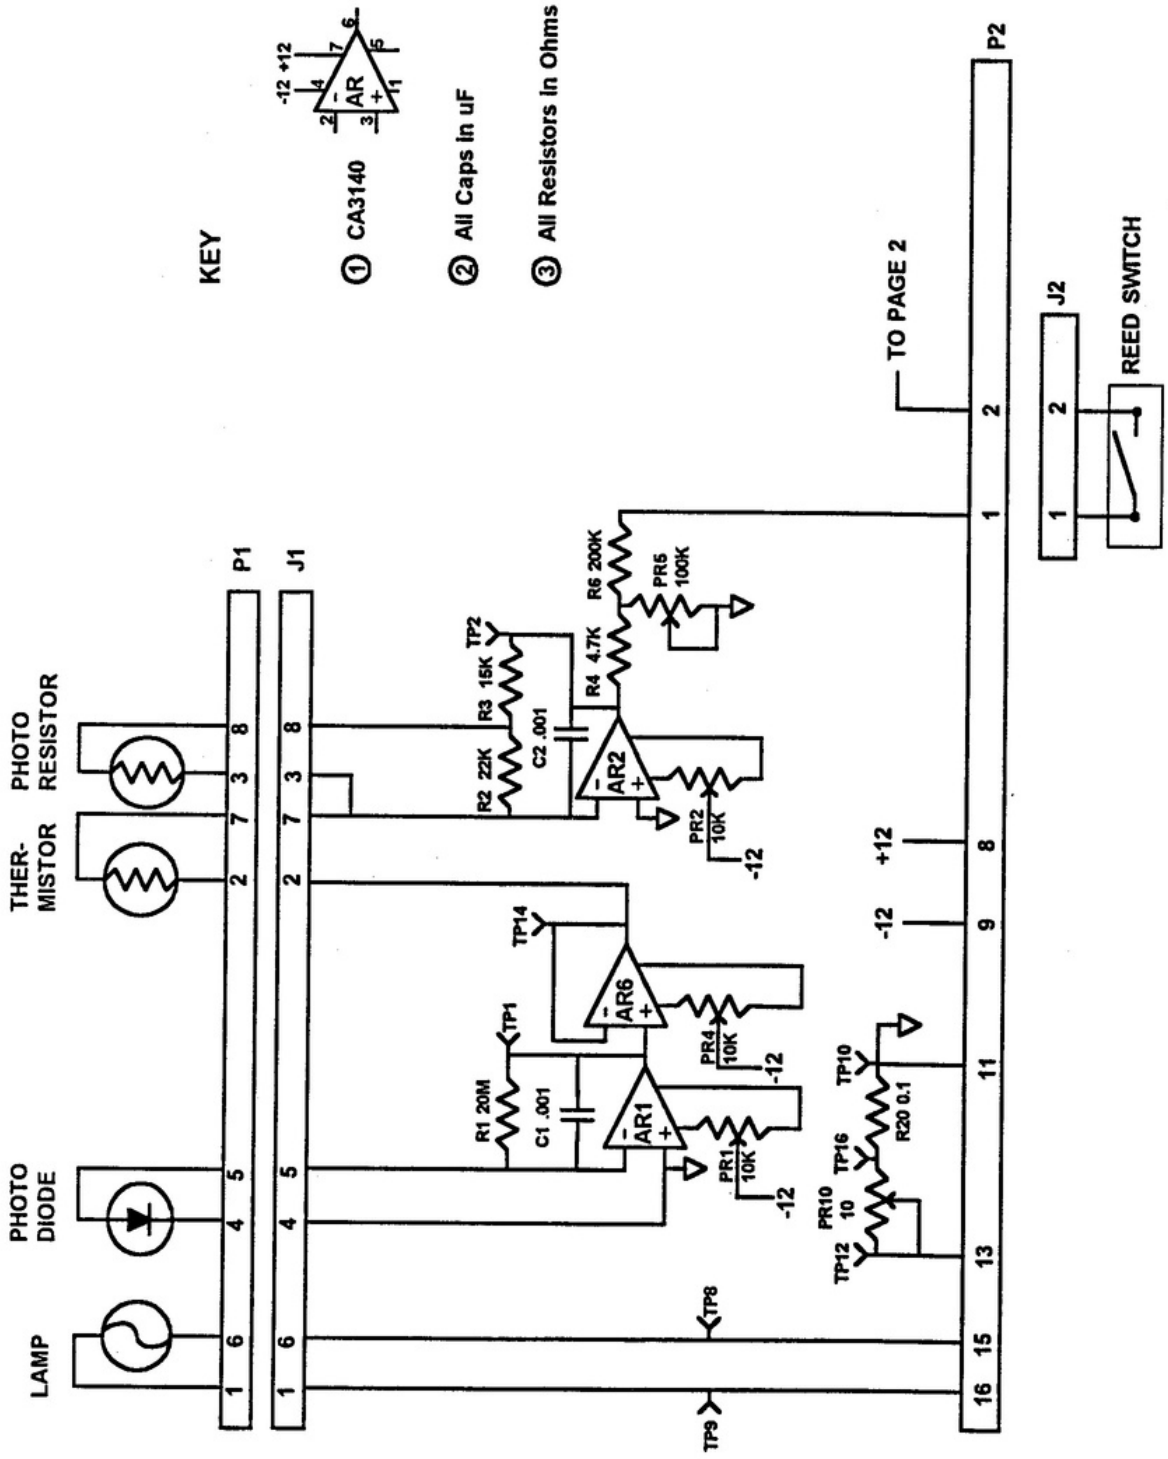 LAMP
PHOTO
DIODE
THER-
MISTOR
PHOTO
RESISTOR
1 6 4 5 2 7 3 8 P1
1 6 4 5 2 7 3 8 J1
KEY
① CA3140
-12 +12
2 4 7 6
- AR +
3 1 5
② All Caps in uF
③ All Resistors in Ohms
R1 20M
TP1
C1 .001
- AR1 +
PR1
10K
-12
TP14
- AR6 +
PR4
10K
-12
R2 22K
R3 15K
TP2
C2 .001
- AR2 +
PR2
10K
-12
R4 4.7K
R6 200K
PR5
100K
TP9
TP8
TP12
PR10
10
TP16
R20 0.1
TP10
-12
+12
TO PAGE 2
16 15 13 11 9 8 1 2 P2
1 2 J2
REED SWITCH